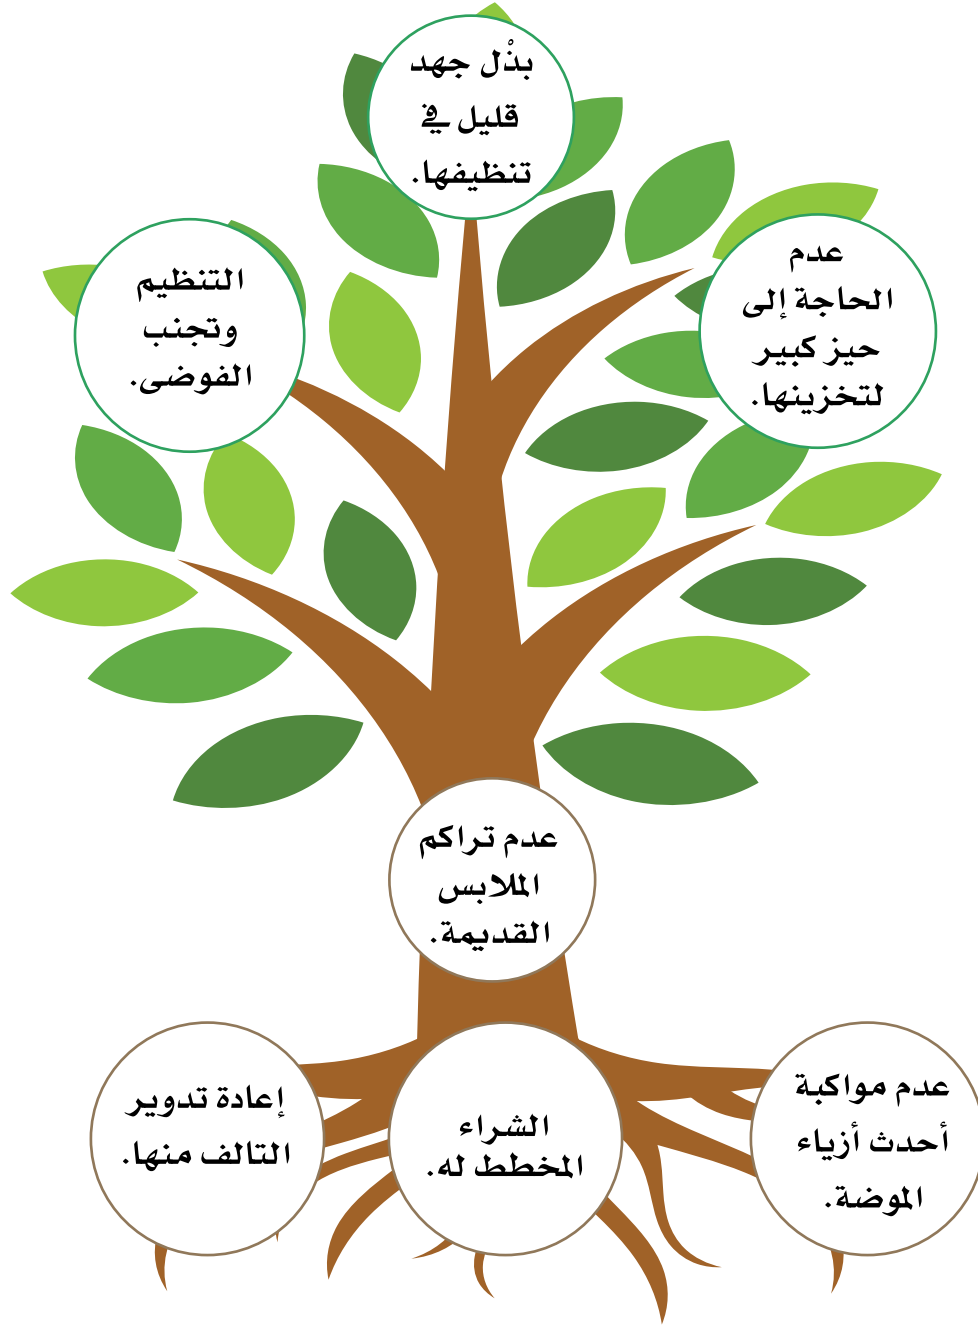 بذْل جهد
قليل في
تنظيفها.
عدم
الحاجة إلى
حيز كبير
لتخزينها.
التنظيم
وتجنب
الفوضى.
عدم تراكم
الملابس
القديمة.
عدم مواكبة
أحدث أزياء
الموضة.
الشراء
المخطط له.
إعادة تدوير
التالف منها.